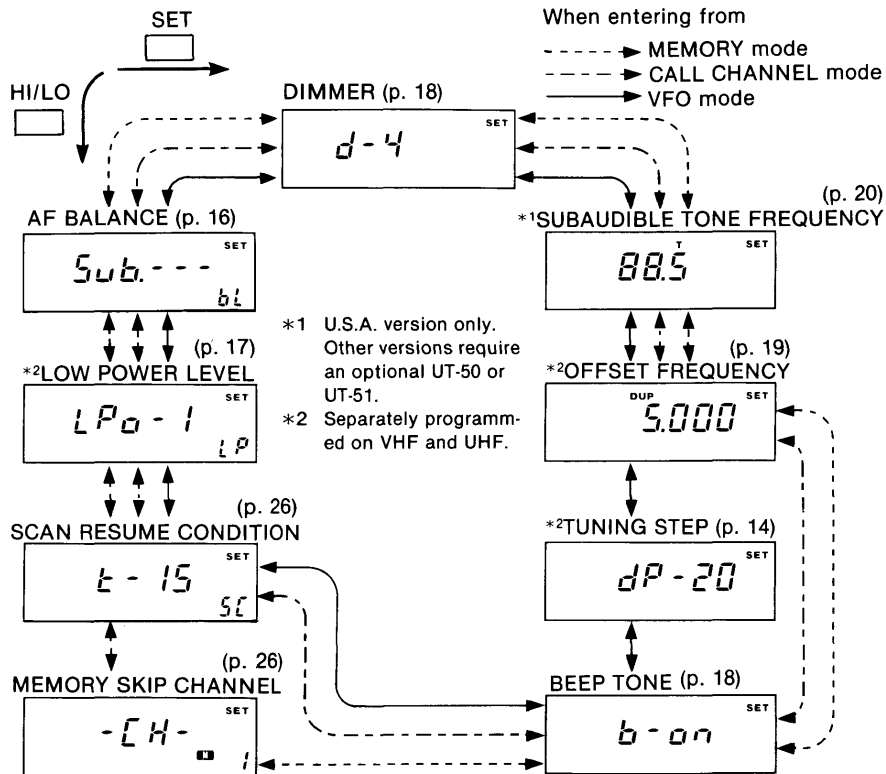 SET
HI/LO
When entering from
MEMORY mode
CALL CHANNEL mode
VFO mode
DIMMER (p. 18)
SET
d-4
AF BALANCE (p. 16)
SET
Sub.---
bL
(p. 17)
*2LOW POWER LEVEL
SET
LPo-1
LP
(p. 26)
SCAN RESUME CONDITION
SET
t-15
SC
(p. 26)
MEMORY SKIP CHANNEL
SET
-CH-
M 1
*1 U.S.A. version only.
Other versions require
an optional UT-50 or
UT-51.
*2 Separately programm-
ed on VHF and UHF.
(p. 20)
*1SUBAUDIBLE TONE FREQUENCY
T SET
88.5
(p. 19)
*2OFFSET FREQUENCY
DUP SET
5.000
*2TUNING STEP (p. 14)
SET
dP-20
BEEP TONE (p. 18)
SET
b-on